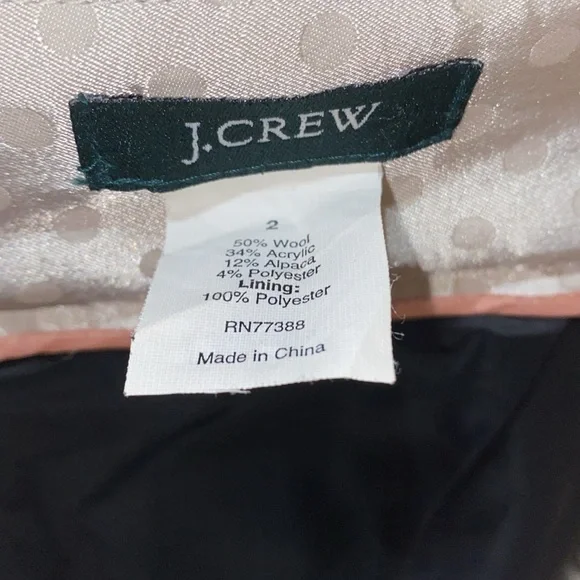 J.CREW
2
50% Wool
34% Acrylic
12% Alpaca
4% Polyester
Lining:
100% Polyester
RN77388
Made in China